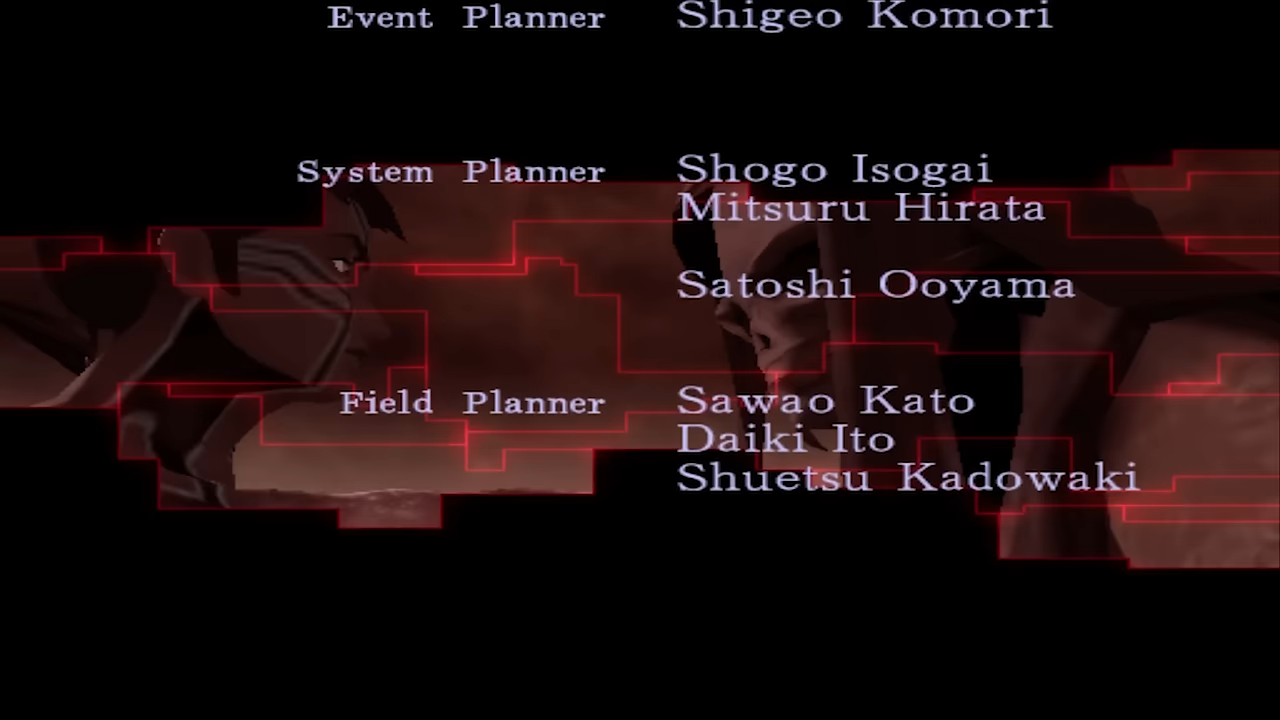 Event Planner Shigeo Komori
System Planner Shogo Isogai
Mitsuru Hirata
Satoshi Ooyama
Field Planner Sawao Kato
Daiki Ito
Shuetsu Kadowaki